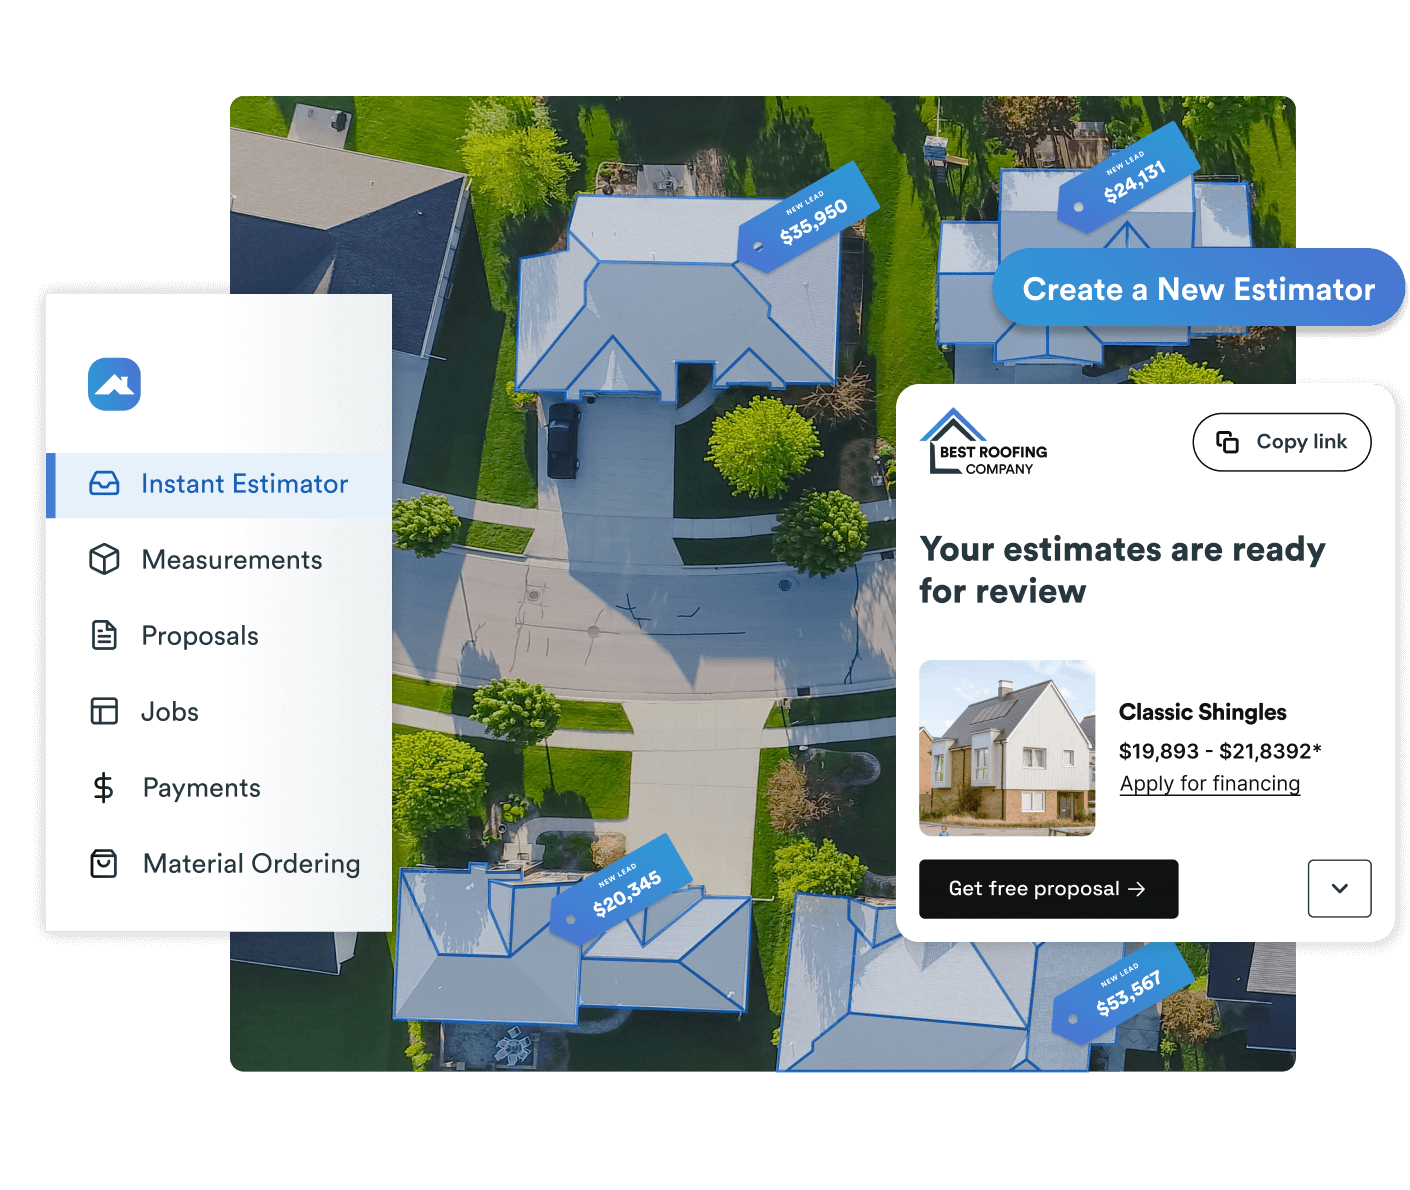 NEW LEAD
$35,950
NEW LEAD
$24,131
Create a New Estimator
Instant Estimator
Measurements
Proposals
Jobs
Payments
Material Ordering
BEST ROOFING
COMPANY
Copy link
Your estimates are ready
for review
Classic Shingles
$19,893 - $21,8392*
Apply for financing
Get free proposal →
NEW LEAD
$20,345
NEW LEAD
$53,567